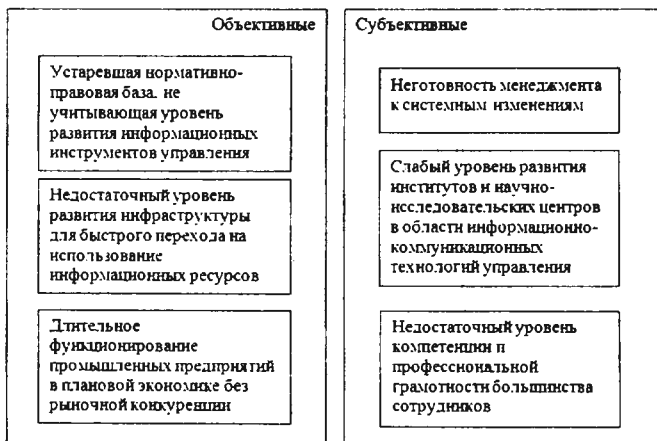 Объективные
Устаревшая нормативно-
правовая база, не
учитывающая уровень
развития информационных
инструментов управления
Недостаточный уровень
развития инфраструктуры
для быстрого перехода на
использование
информационных ресурсов
Длительное
функционирование
промышленных предприятий
в плановой экономике без
рыночной конкуренции
Субъективные
Неготовность менеджмента
к системным изменениям
Слабый уровень развития
институтов и научно-
исследовательских центров
в области информационно-
коммуникационных
технологий управления
Недостаточный уровень
компетенции и
профессиональной
грамотности большинства
сотрудников